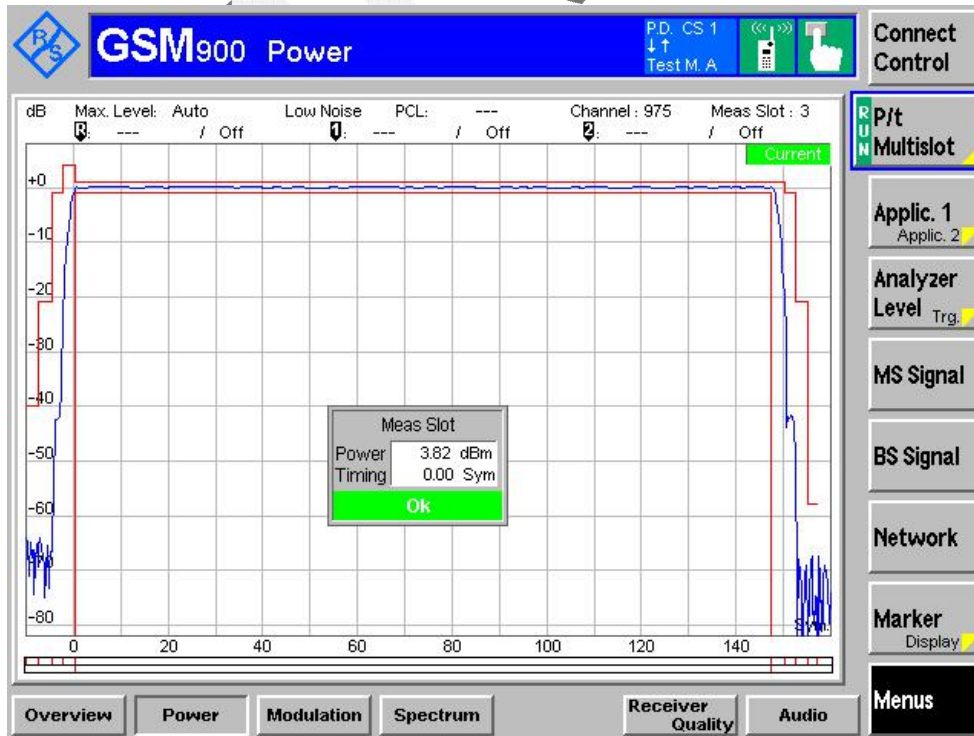 R&S
GSM900 Power
P.D. CS 1
↓↑
Test M. A
Connect Control
dB Max. Level: Auto Low Noise PCL: --- Channel : 975 Meas Slot : 3
R: --- / Off 1: --- / Off 2: --- / Off
Current
RUN
P/t Multislot
Applic. 1
Applic. 2
Analyzer Level Trg.
MS Signal
BS Signal
Network
Marker
Display
Menus
+0
-10
-20
-30
-40
-50
-60
-70
-80
Meas Slot
Power 3.82 dBm
Timing 0.00 Sym
Ok
0 20 40 60 80 100 120 140
Sym.
Overview Power Modulation Spectrum Receiver Quality Audio